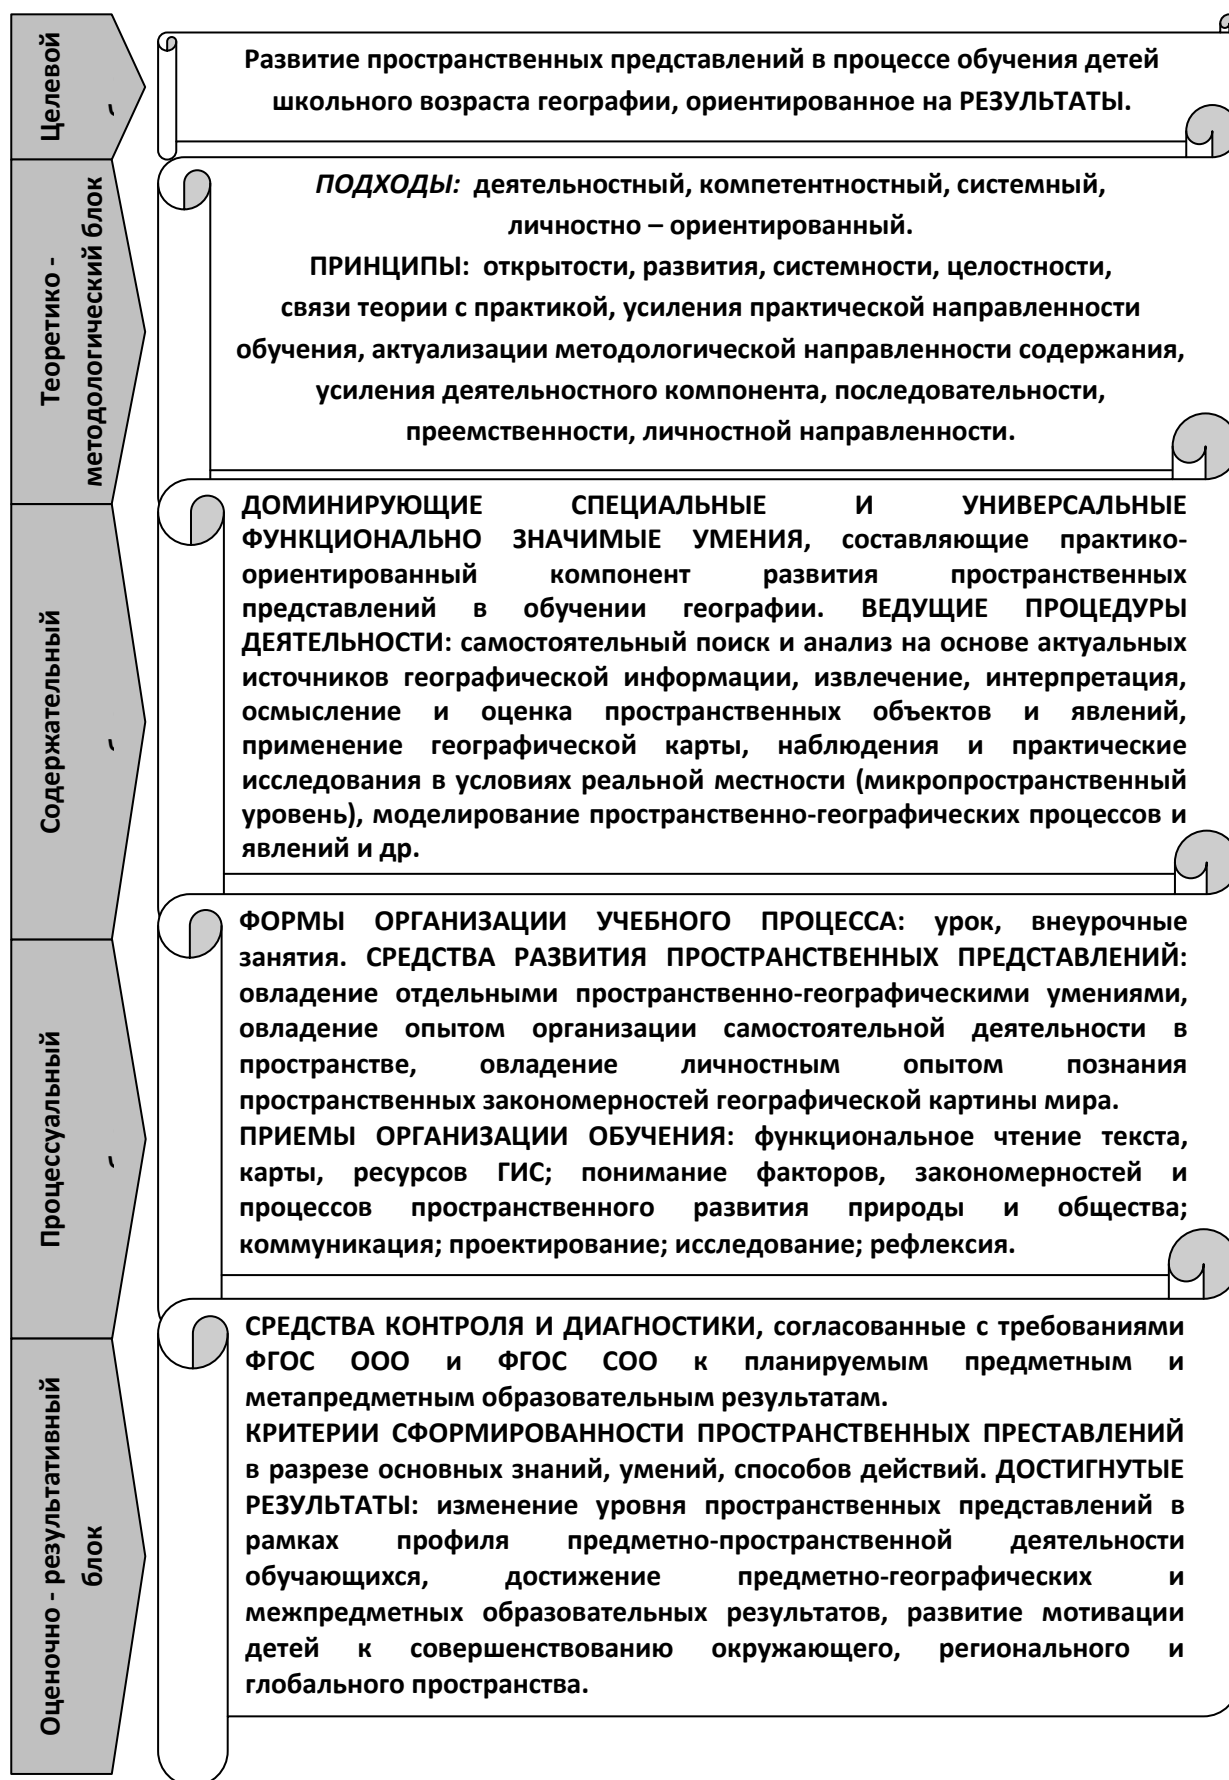 Целевой
Развитие пространственных представлений в процессе обучения детей
школьного возраста географии, ориентированное на РЕЗУЛЬТАТЫ.
Теоретико -
методологический блок
ПОДХОДЫ: деятельностный, компетентностный, системный,
личностно – ориентированный.
ПРИНЦИПЫ: открытости, развития, системности, целостности,
связи теории с практикой, усиления практической направленности
обучения, актуализации методологической направленности содержания,
усиления деятельностного компонента, последовательности,
преемственности, личностной направленности.
Содержательный
ДОМИНИРУЮЩИЕ СПЕЦИАЛЬНЫЕ И УНИВЕРСАЛЬНЫЕ
ФУНКЦИОНАЛЬНО ЗНАЧИМЫЕ УМЕНИЯ, составляющие практико-
ориентированный компонент развития пространственных
представлений в обучении географии. ВЕДУЩИЕ ПРОЦЕДУРЫ
ДЕЯТЕЛЬНОСТИ: самостоятельный поиск и анализ на основе актуальных
источников географической информации, извлечение, интерпретация,
осмысление и оценка пространственных объектов и явлений,
применение географической карты, наблюдения и практические
исследования в условиях реальной местности (микропространственный
уровень), моделирование пространственно-географических процессов и
явлений и др.
Процессуальный
ФОРМЫ ОРГАНИЗАЦИИ УЧЕБНОГО ПРОЦЕССА: урок, внеурочные
занятия. СРЕДСТВА РАЗВИТИЯ ПРОСТРАНСТВЕННЫХ ПРЕДСТАВЛЕНИЙ:
овладение отдельными пространственно-географическими умениями,
овладение опытом организации самостоятельной деятельности в
пространстве, овладение личностным опытом познания
пространственных закономерностей географической картины мира.
ПРИЕМЫ ОРГАНИЗАЦИИ ОБУЧЕНИЯ: функциональное чтение текста,
карты, ресурсов ГИС; понимание факторов, закономерностей и
процессов пространственного развития природы и общества;
коммуникация; проектирование; исследование; рефлексия.
Оценочно - результативный
блок
СРЕДСТВА КОНТРОЛЯ И ДИАГНОСТИКИ, согласованные с требованиями
ФГОС ООО и ФГОС СОО к планируемым предметным и
метапредметным образовательным результатам.
КРИТЕРИИ СФОРМИРОВАННОСТИ ПРОСТРАНСТВЕННЫХ ПРЕСТАВЛЕНИЙ
в разрезе основных знаний, умений, способов действий. ДОСТИГНУТЫЕ
РЕЗУЛЬТАТЫ: изменение уровня пространственных представлений в
рамках профиля предметно-пространственной деятельности
обучающихся, достижение предметно-географических и
межпредметных образовательных результатов, развитие мотивации
детей к совершенствованию окружающего, регионального и
глобального пространства.